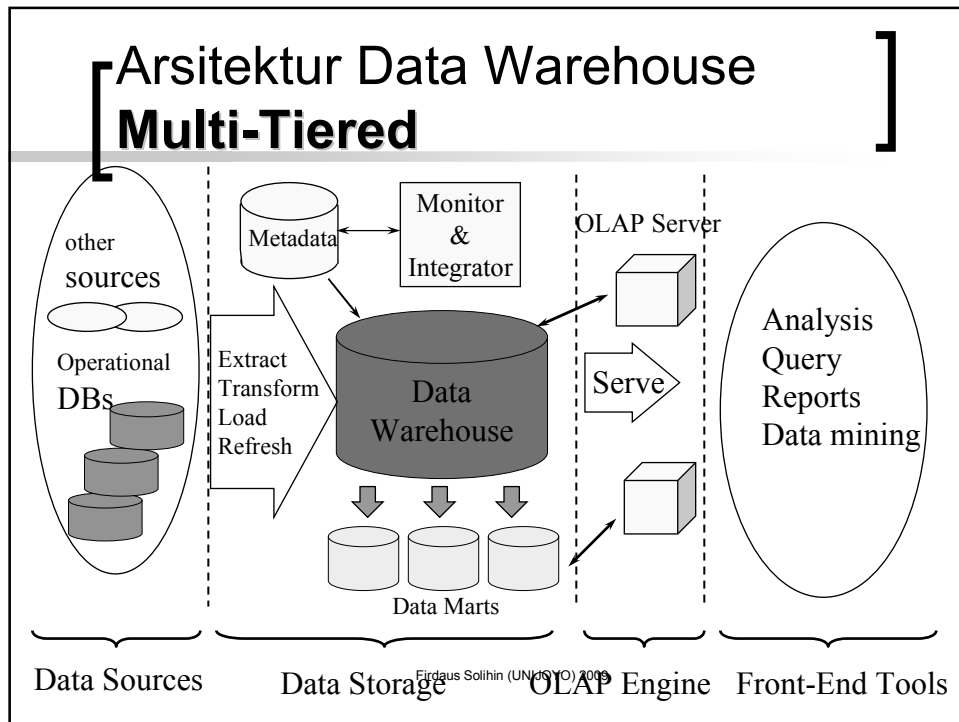 Arsitektur Data Warehouse
Multi-Tiered
other
sources
Operational
DBs
Metadata
Monitor
&
Integrator
Extract
Transform
Load
Refresh
Data
Warehouse
Data Marts
OLAP Server
Serve
Analysis
Query
Reports
Data mining
Data Sources
Data Storage
Firdaus Solihin (UNIJOYO) 2009
OLAP Engine
Front-End Tools